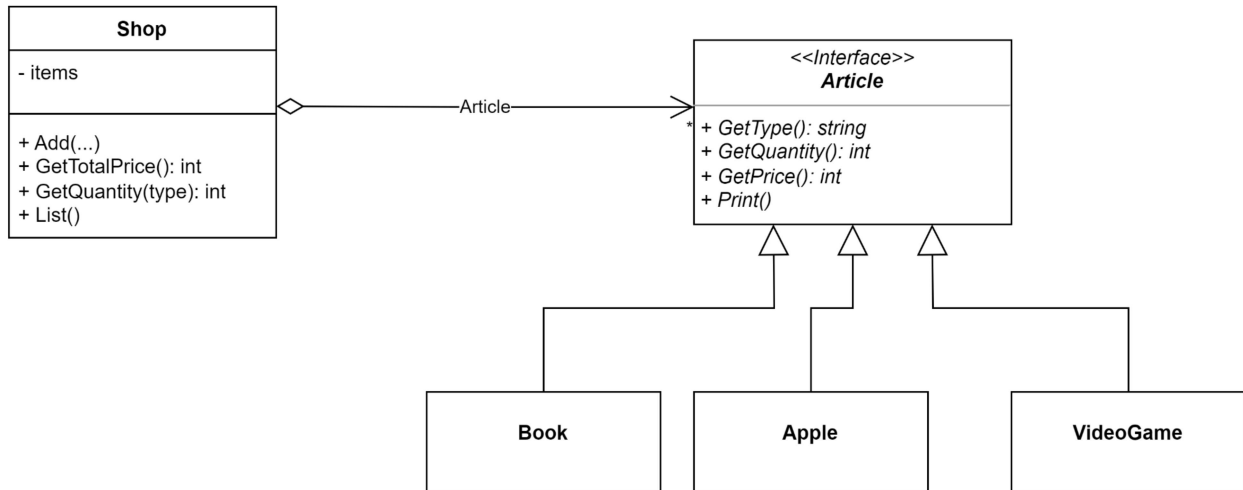 Shop
- items
+ Add(...)
+ GetTotalPrice(): int
+ GetQuantity(type): int
+ List()
Article
*
<<Interface>>
Article
+ GetType(): string
+ GetQuantity(): int
+ GetPrice(): int
+ Print()
Book
Apple
VideoGame